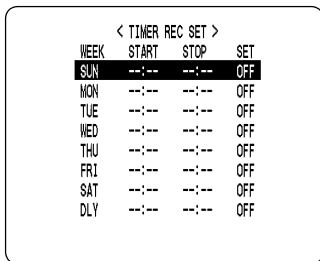 < TIMER REC SET >
WEEK START STOP SET
SUN --:-- --:-- OFF
MON --:-- --:-- OFF
TUE --:-- --:-- OFF
WED --:-- --:-- OFF
THU --:-- --:-- OFF
FRI --:-- --:-- OFF
SAT --:-- --:-- OFF
DLY --:-- --:-- OFF